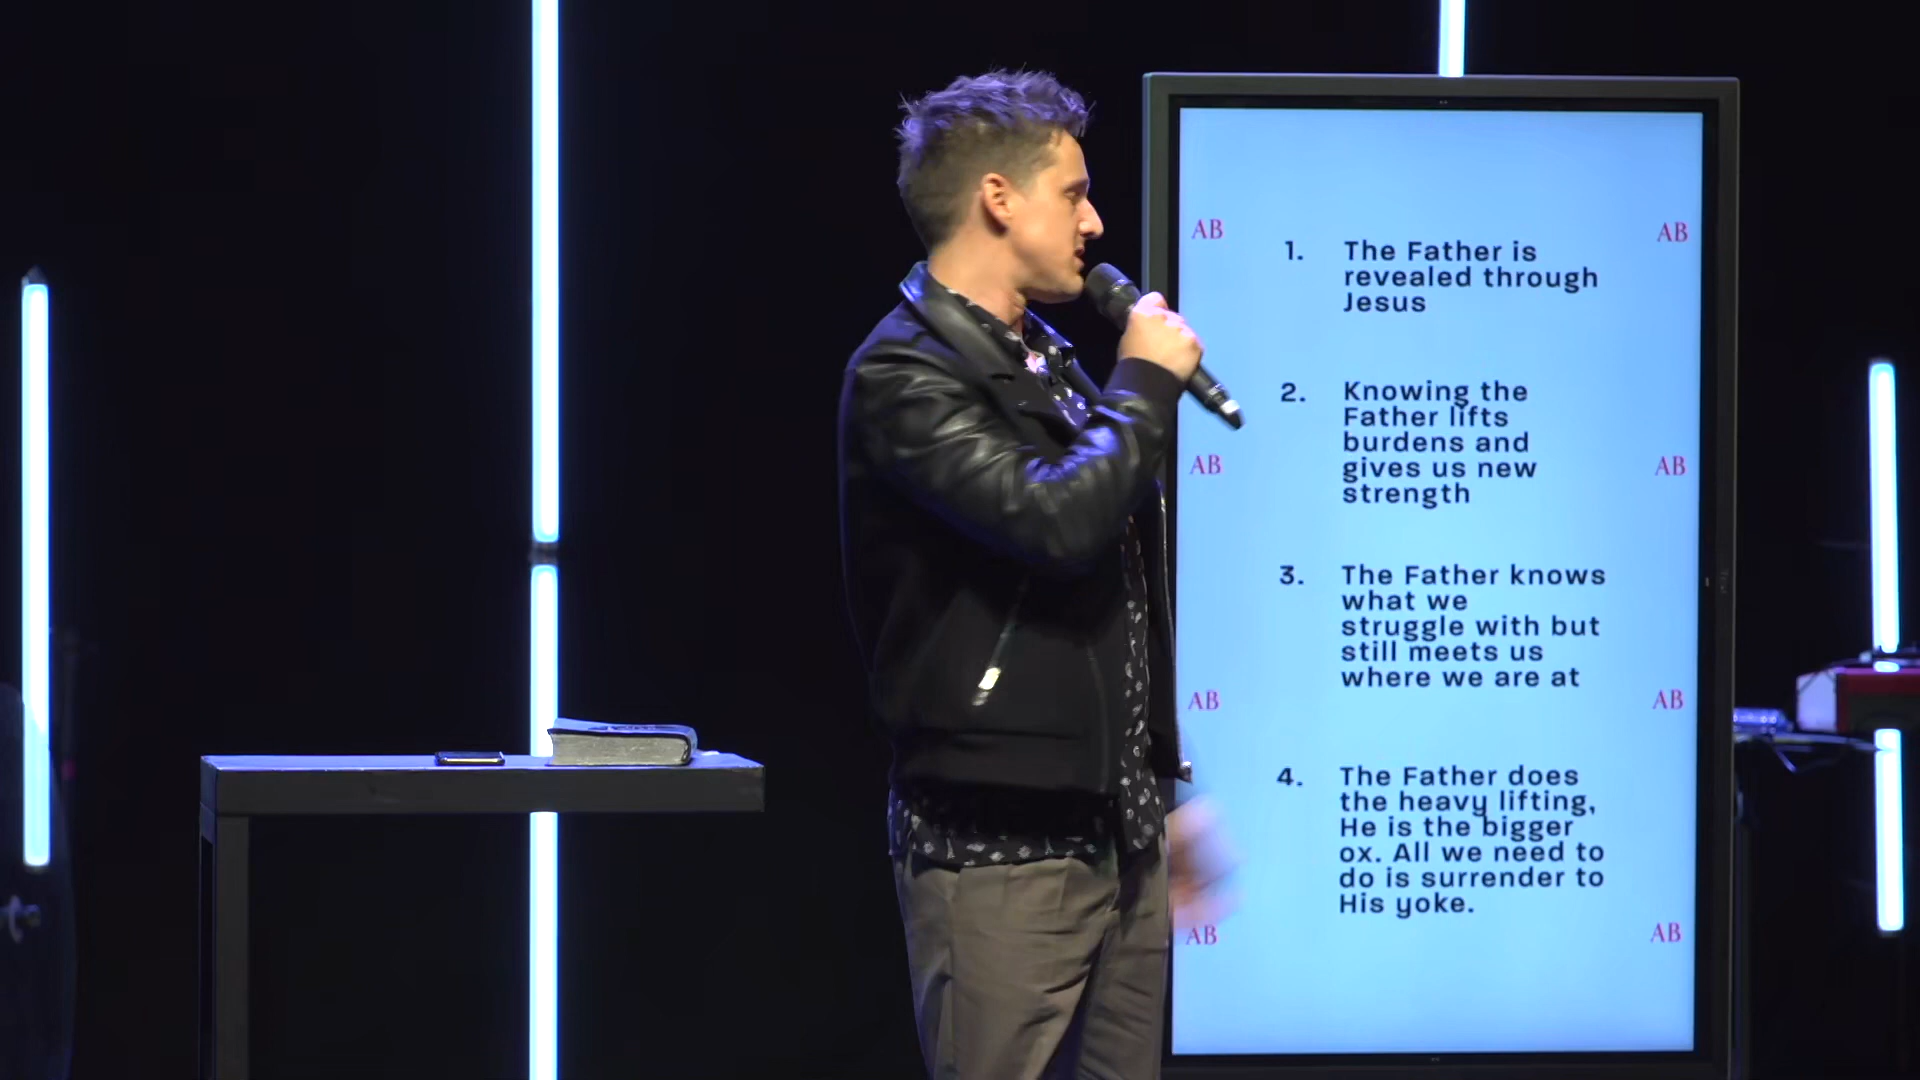 AB
AB
1. The Father is
revealed through
Jesus
2. Knowing the
Father lifts
burdens and
gives us new
strength
AB
AB
3. The Father knows
what we
struggle with but
still meets us
where we are at
AB
AB
4. The Father does
the heavy lifting,
He is the bigger
ox. All we need to
do is surrender to
His yoke.
AB
AB